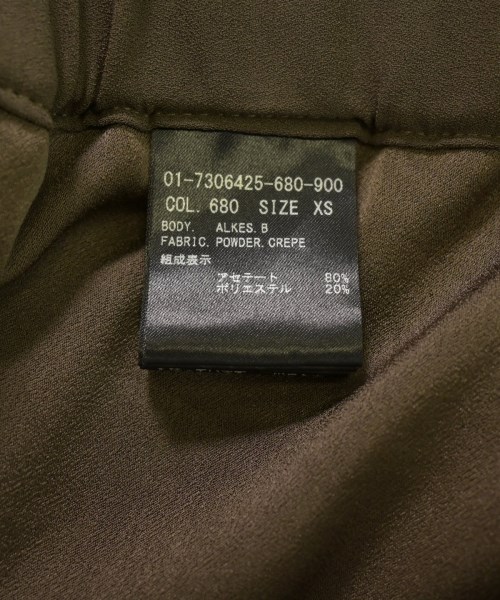 01-7306425-680-900
COL. 680 SIZE XS
BODY. ALKES.B
FABRIC. POWDER.CREPE
組成表示
アセテート 80%
ポリエステル 20%